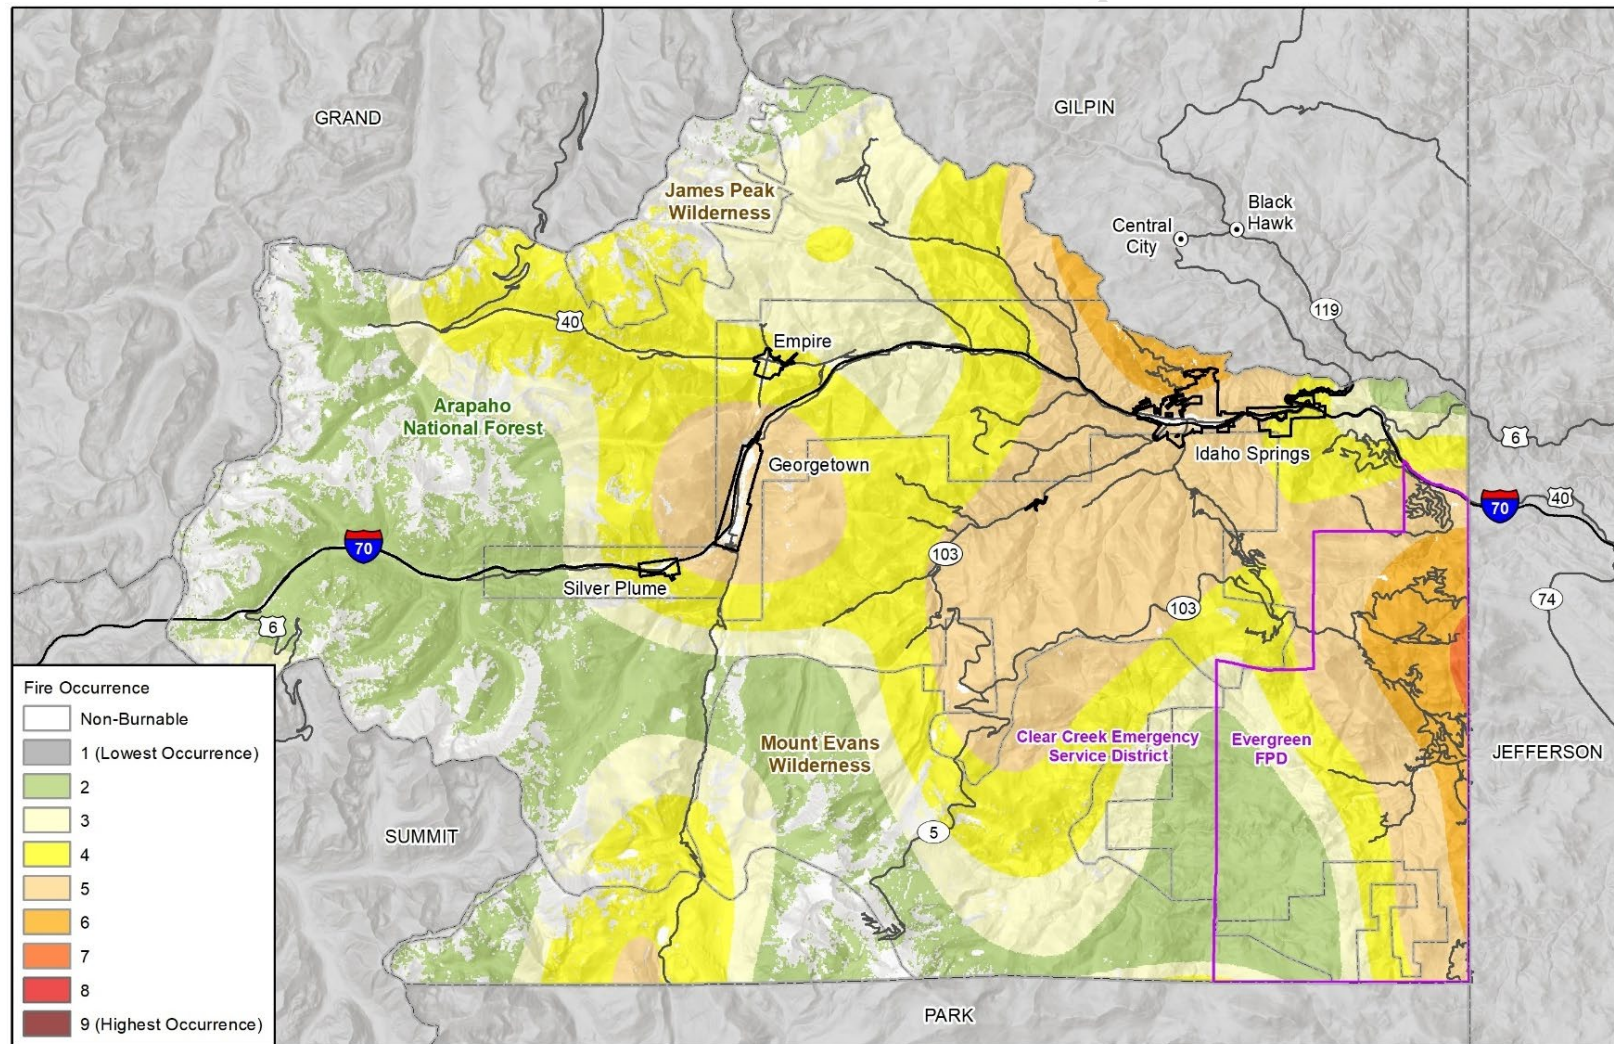 GRAND
GILPIN
James Peak
Wilderness
Black
Hawk
Central
City
119
40
Empire
Arapaho
National Forest
Georgetown
Idaho Springs
6
70
40
70
103
Silver Plume
103
74
6
Fire Occurrence
Non-Burnable
1 (Lowest Occurrence)
2
3
4
5
6
7
8
9 (Highest Occurrence)
Mount Evans
Wilderness
Clear Creek Emergency
Service District
Evergreen
FPD
JEFFERSON
SUMMIT
5
PARK